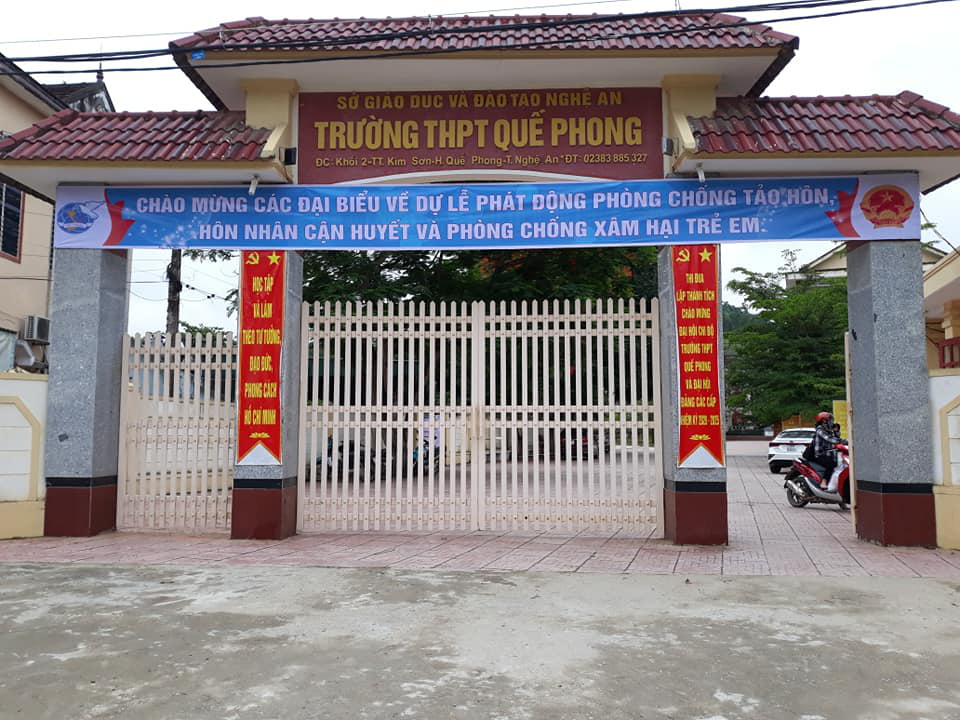 SỞ GIÁO DỤC VÀ ĐÀO TẠO NGHỆ AN
TRƯỜNG THPT QUẾ PHONG
ĐC: Khối 2-TT. Kim Sơn-H. Quế Phong-T. Nghệ An *ĐT: 02383 885 327
CHÀO MỪNG CÁC ĐẠI BIỂU VỀ DỰ LỄ PHÁT ĐỘNG PHÒNG CHỐNG TẢO HÔN,
HÔN NHÂN CẬN HUYẾT VÀ PHÒNG CHỐNG XÂM HẠI TRẺ EM.
HỌC TẬP
VÀ LÀM
THEO TƯ TƯỞNG,
ĐẠO ĐỨC,
PHONG CÁCH
HỒ CHÍ MINH
THI ĐUA
LẬP THÀNH TÍCH
CHÀO MỪNG
ĐẠI HỘI CHI BỘ
TRƯỜNG THPT
QUẾ PHONG
VÀ ĐẠI HỘI
ĐẢNG CÁC CẤP
NHIỆM KỲ 2020 - 2025